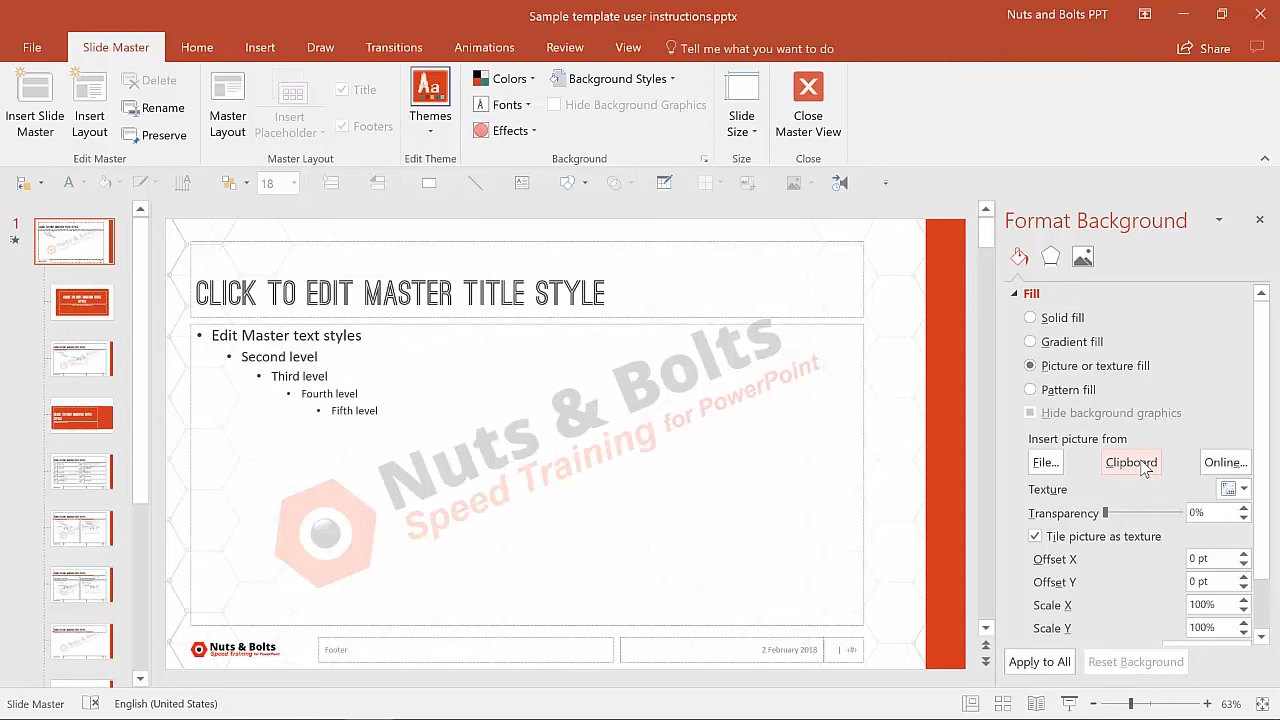 Sample template user instructions.pptx
Nuts and Bolts PPT
File
Slide Master
Home
Insert
Draw
Transitions
Animations
Review
View
Tell me what you want to do
Share
Insert Slide Master
Insert Layout
Delete
Rename
Preserve
Edit Master
Master Layout
Insert Placeholder
Title
Footers
Master Layout
Aa
Themes
Edit Theme
Colors
Fonts
Effects
Background Styles
Hide Background Graphics
Background
Slide Size
Size
Close Master View
Close
18
1
CLICK TO EDIT MASTER TITLE STYLE
• Edit Master text styles
• Second level
• Third level
• Fourth level
• Fifth level
Nuts & Bolts
Speed Training for PowerPoint
Nuts & Bolts
Speed Training for PowerPoint
Footer
2 February 2018
‹#›
Format Background
Fill
Solid fill
Gradient fill
Picture or texture fill
Pattern fill
Hide background graphics
Insert picture from
File...
Clipboard
Online...
Texture
Transparency
0%
Tile picture as texture
Offset X
0 pt
Offset Y
0 pt
Scale X
100%
Scale Y
100%
Apply to All
Reset Background
Slide Master
English (United States)
63%